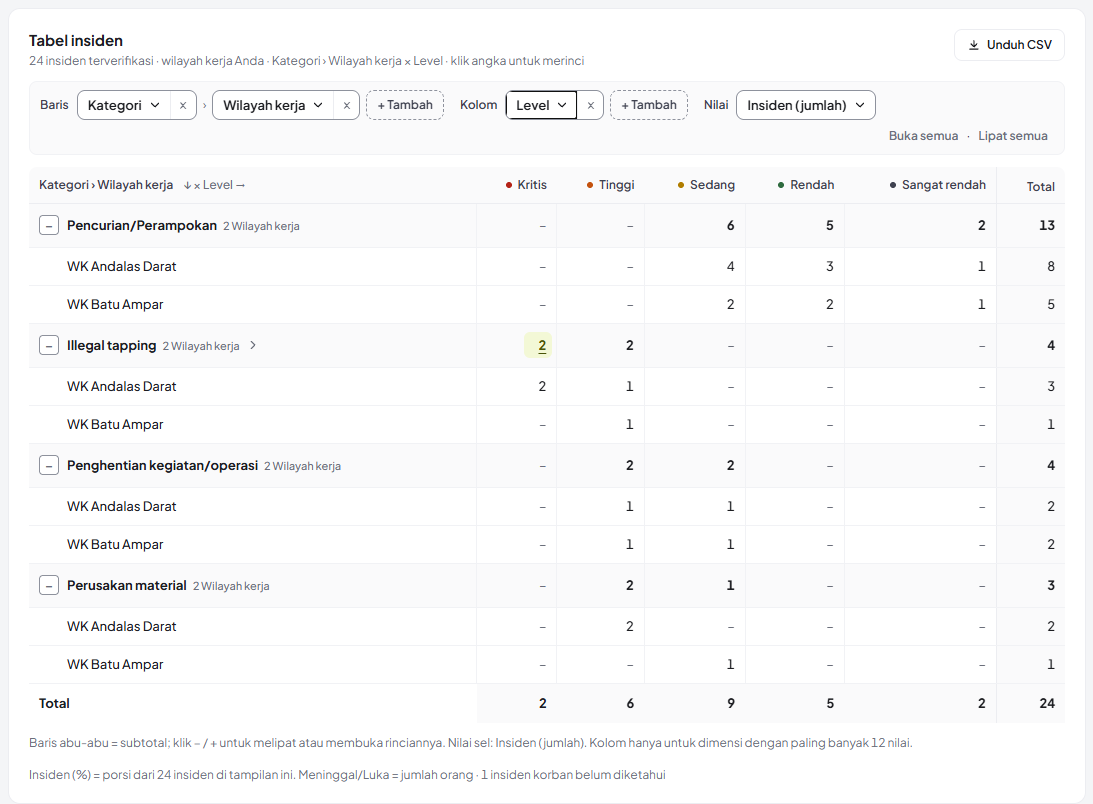 Tabel insiden
24 insiden terverifikasi · wilayah kerja Anda · Kategori › Wilayah kerja × Level · klik angka untuk merinci
Unduh CSV
Baris Kategori × › Wilayah kerja × + Tambah Kolom Level × + Tambah Nilai Insiden (jumlah)
Buka semua · Lipat semua
Kategori › Wilayah kerja ↓ × Level → Kritis Tinggi Sedang Rendah Sangat rendah Total
– Pencurian/Perampokan 2 Wilayah kerja – – 6 5 2 13
WK Andalas Darat – – 4 3 1 8
WK Batu Ampar – – 2 2 1 5
– Illegal tapping 2 Wilayah kerja › 2 2 – – – 4
WK Andalas Darat 2 1 – – – 3
WK Batu Ampar – 1 – – – 1
– Penghentian kegiatan/operasi 2 Wilayah kerja – 2 2 – – 4
WK Andalas Darat – 1 1 – – 2
WK Batu Ampar – 1 1 – – 2
– Perusakan material 2 Wilayah kerja – 2 1 – – 3
WK Andalas Darat – 2 – – – 2
WK Batu Ampar – – 1 – – 1
Total 2 6 9 5 2 24
Baris abu-abu = subtotal; klik – / + untuk melipat atau membuka rinciannya. Nilai sel: Insiden (jumlah). Kolom hanya untuk dimensi dengan paling banyak 12 nilai.
Insiden (%) = porsi dari 24 insiden di tampilan ini. Meninggal/Luka = jumlah orang · 1 insiden korban belum diketahui